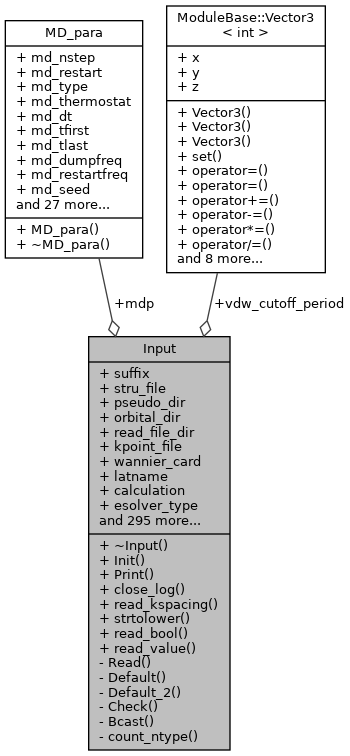 MD_para
+ md_nstep
+ md_restart
+ md_type
+ md_thermostat
+ md_dt
+ md_tfirst
+ md_tlast
+ md_dumpfreq
+ md_restartfreq
+ md_seed
and 27 more...
+ MD_para()
+ ~MD_para()
ModuleBase::Vector3
< int >
+ x
+ y
+ z
+ Vector3()
+ Vector3()
+ Vector3()
+ set()
+ operator=()
+ operator=()
+ operator+=()
+ operator-=()
+ operator*=()
+ operator/=()
and 8 more...
+mdp
+vdw_cutoff_period
Input
+ suffix
+ stru_file
+ pseudo_dir
+ orbital_dir
+ read_file_dir
+ kpoint_file
+ wannier_card
+ latname
+ calculation
+ esolver_type
and 295 more...
+ ~Input()
+ Init()
+ Print()
+ close_log()
+ read_kspacing()
+ strtolower()
+ read_bool()
+ read_value()
- Read()
- Default()
- Default_2()
- Check()
- Bcast()
- count_ntype()